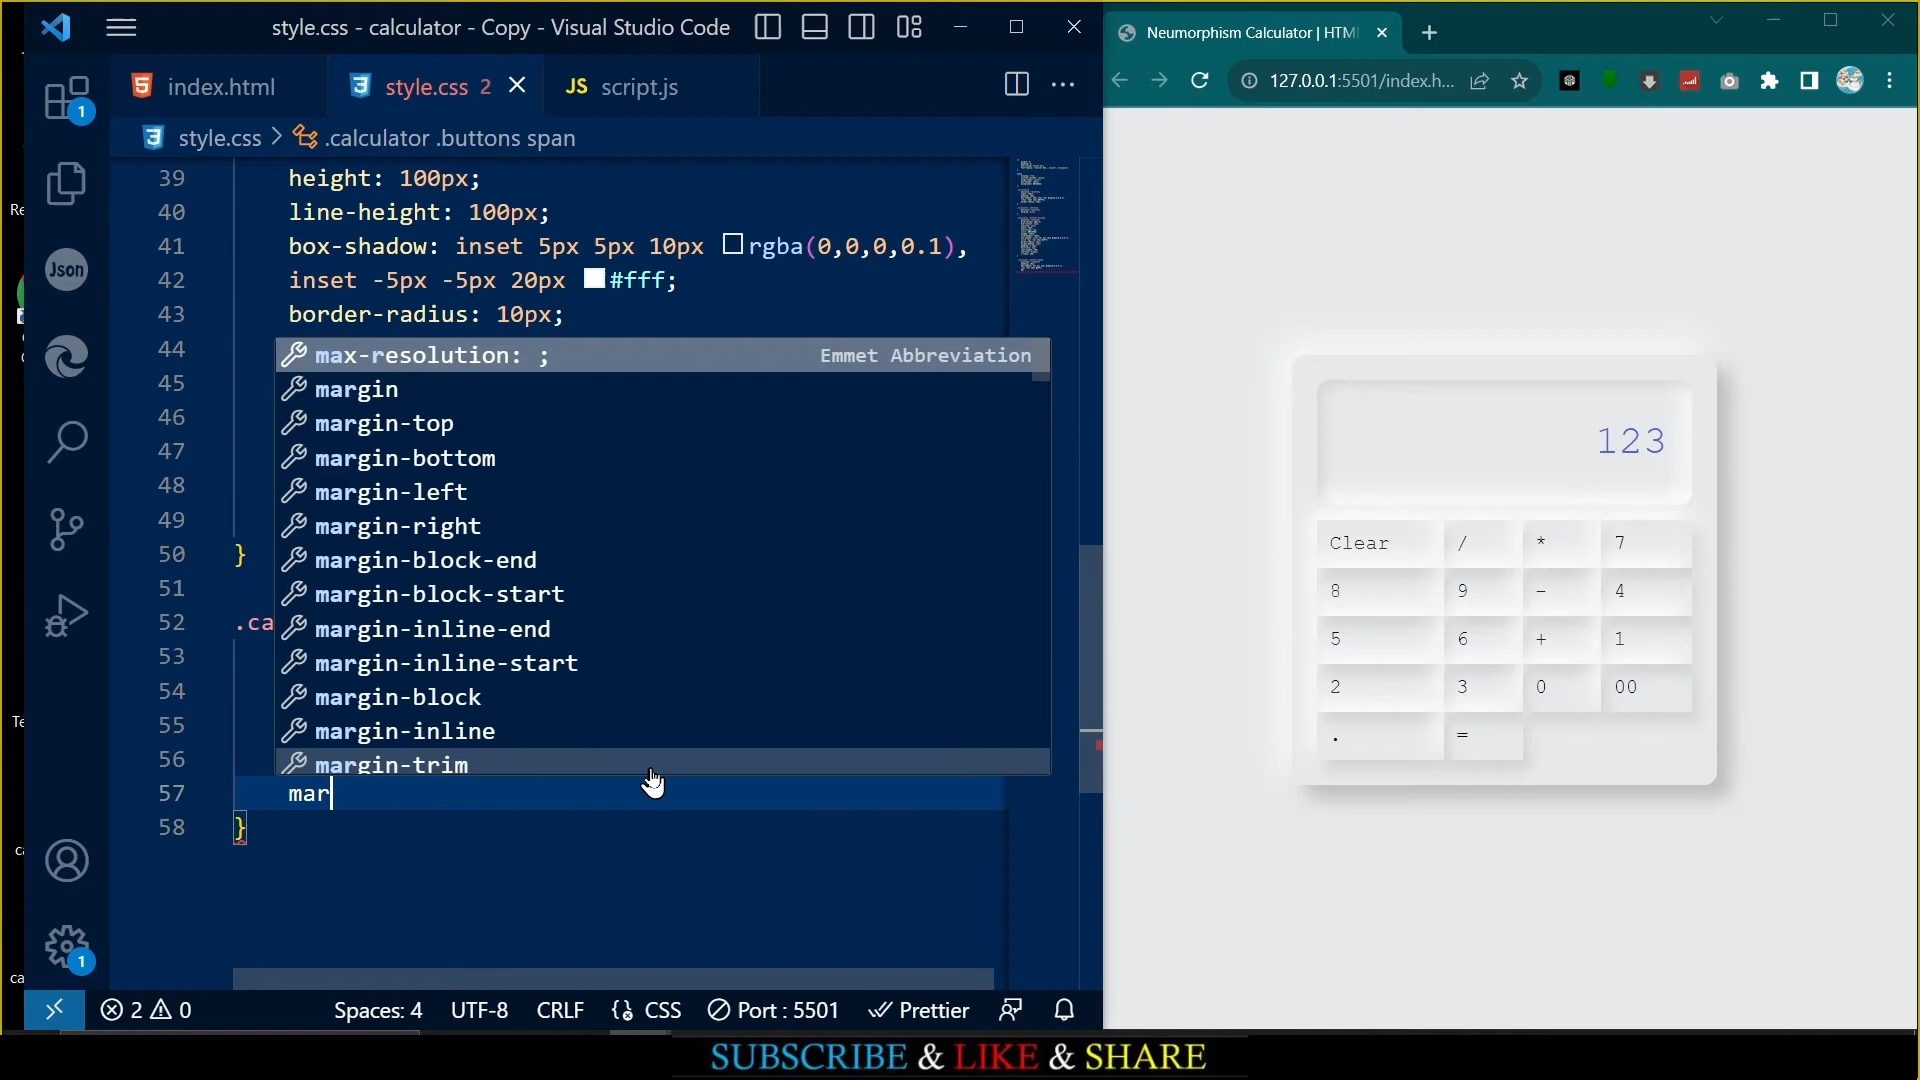 style.css - calculator - Copy - Visual Studio Code
index.html
style.css 2
JS script.js
style.css > .calculator .buttons span
39 height: 100px;
40 line-height: 100px;
41 box-shadow: inset 5px 5px 10px rgba(0,0,0,0.1),
42 inset -5px -5px 20px #fff;
43 border-radius: 10px;
44
max-resolution: ; Emmet Abbreviation
45
margin
46
margin-top
47
margin-bottom
48
margin-left
49
margin-right
50 }
margin-block-end
51
margin-block-start
52 .ca
margin-inline-end
53
margin-inline-start
54
margin-block
55
margin-inline
56
margin-trim
57 mar
58 }
1
Json
1
2 0
Spaces: 4 UTF-8 CRLF {} CSS Port : 5501 Prettier
Neumorphism Calculator | HTM
127.0.0.1:5501/index.h...
123
Clear / * 7
8 9 - 4
5 6 + 1
2 3 0 00
. =
SUBSCRIBE & LIKE & SHARE